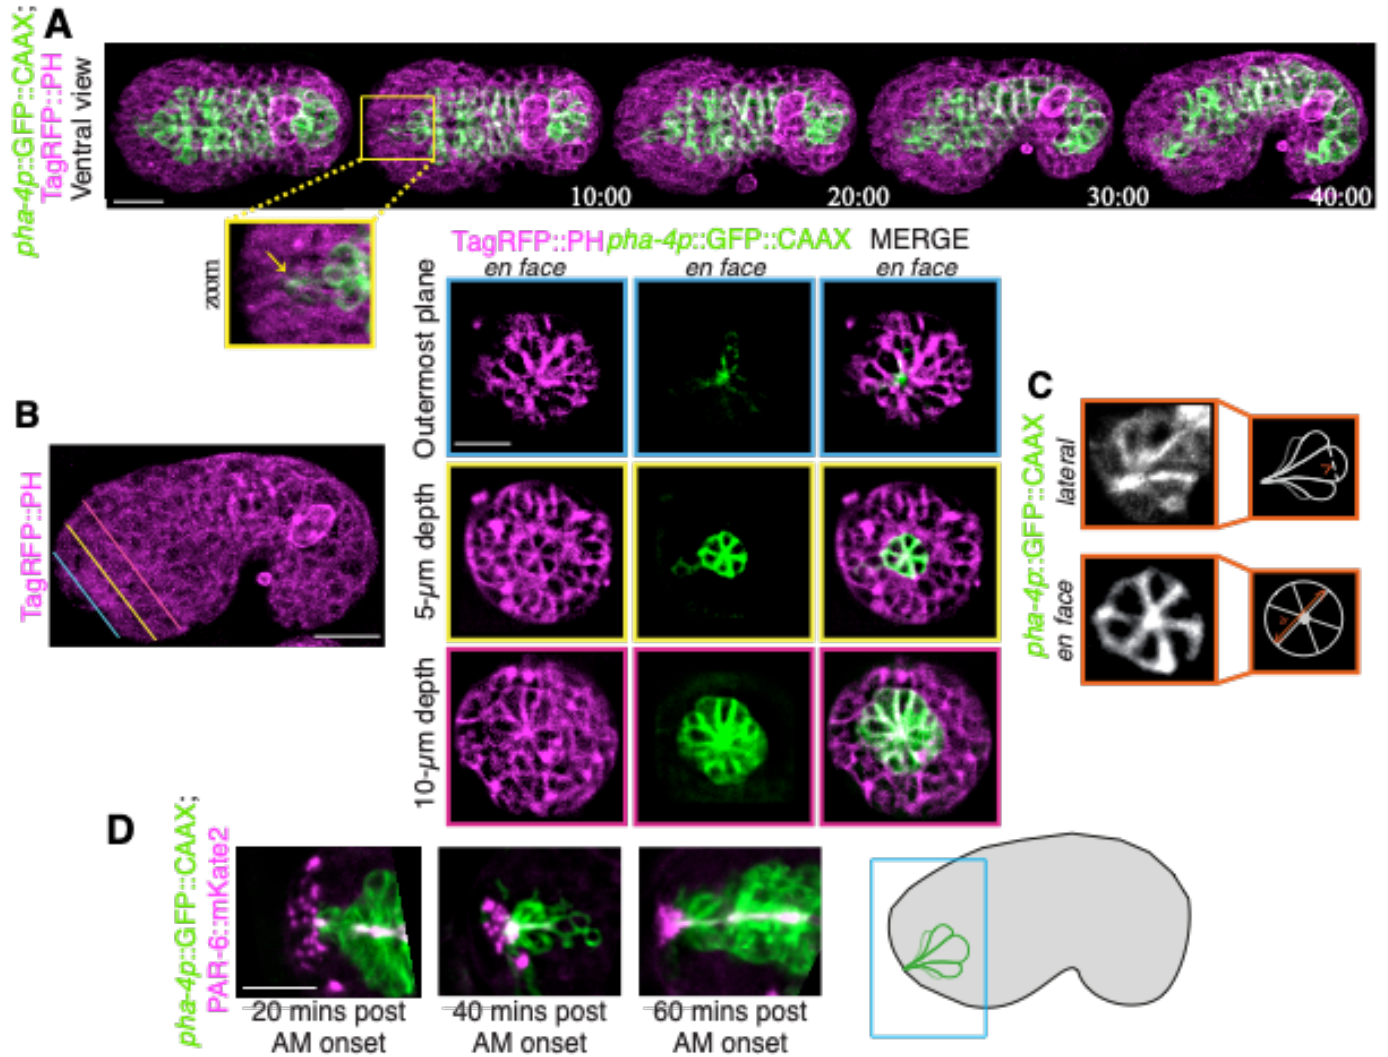 A
pha-4p::GFP::CAAX;
TagRFP::PH
Ventral view
10:00
20:00
30:00
40:00
zoom
TagRFP::PH pha-4p::GFP::CAAX MERGE
en face en face en face
Outermost plane
5-µm depth
10-µm depth
B
TagRFP::PH
C
pha-4p::GFP::CAAX
lateral
en face
D
pha-4p::GFP::CAAX;
PAR-6::mKate2
20 mins post
AM onset
40 mins post
AM onset
60 mins post
AM onset